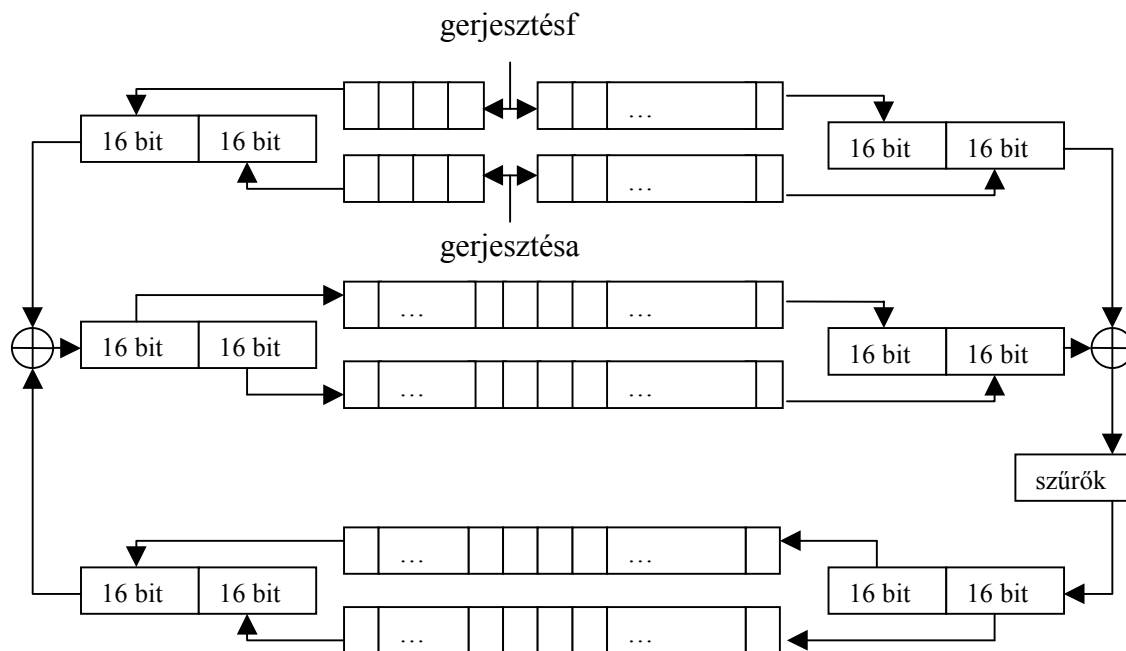 gerjesztésf
…
16 bit 16 bit
16 bit 16 bit
…
gerjesztésa
… …
16 bit 16 bit
16 bit 16 bit
… …
szűrők
… …
16 bit 16 bit
16 bit 16 bit
… …